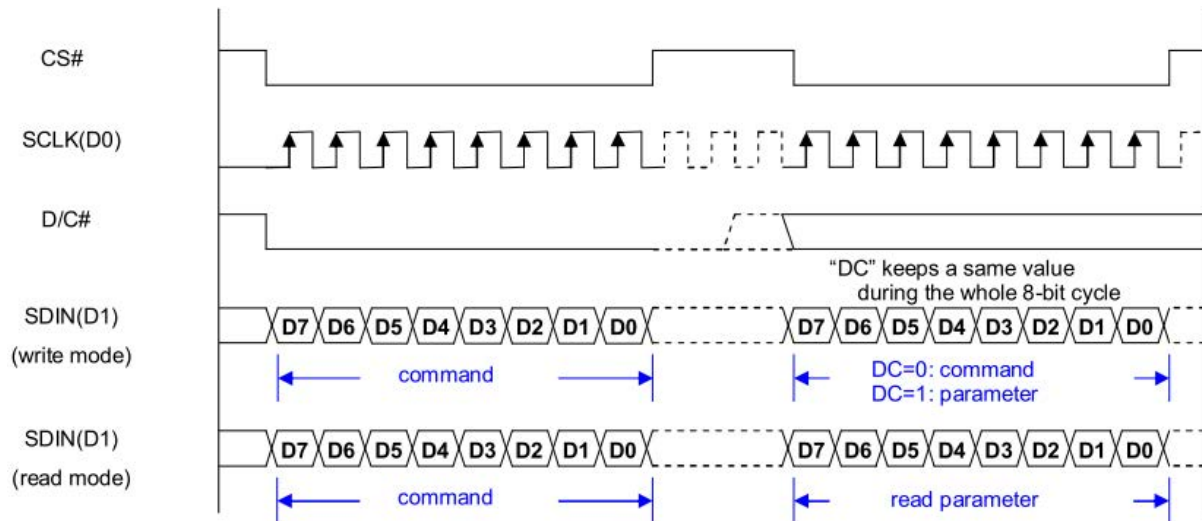 CS#
SCLK(D0)
D/C#
“DC” keeps a same value
during the whole 8-bit cycle
SDIN(D1)
(write mode)
D7 D6 D5 D4 D3 D2 D1 D0 D7 D6 D5 D4 D3 D2 D1 D0
command
DC=0: command
DC=1: parameter
SDIN(D1)
(read mode)
D7 D6 D5 D4 D3 D2 D1 D0 D7 D6 D5 D4 D3 D2 D1 D0
command read parameter